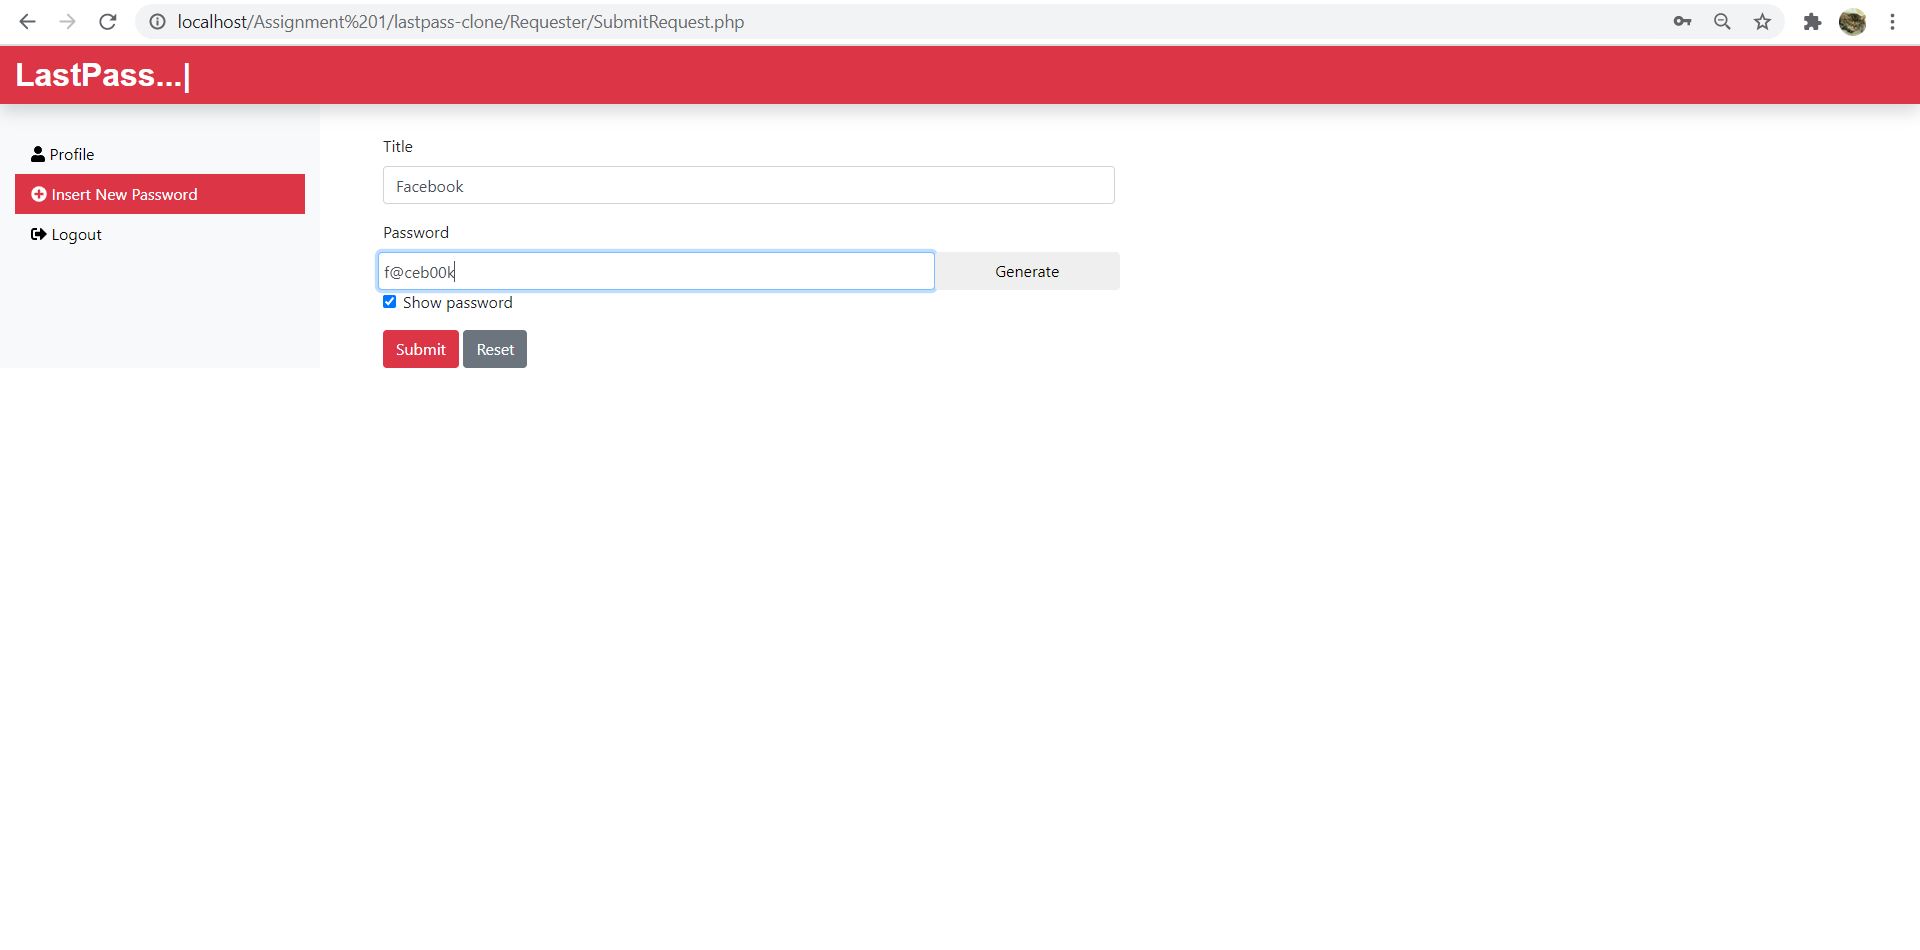 localhost/Assignment%201/lastpass-clone/Requester/SubmitRequest.php
LastPass...|
Profile
Insert New Password
Logout
Title
Facebook
Password
f@ceb00k
Generate
Show password
Submit Reset